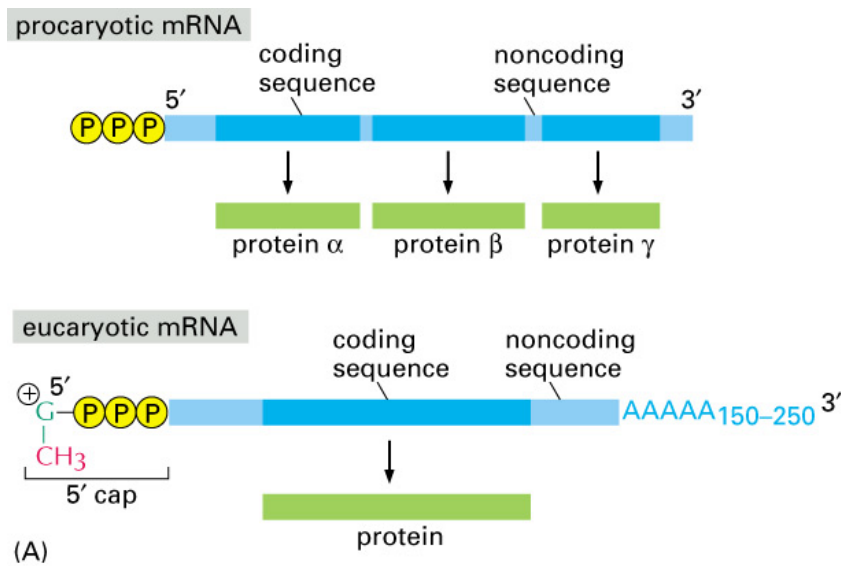 procaryotic mRNA
coding
sequence
noncoding
sequence
5′
3′
P P P
protein α
protein β
protein γ
eucaryotic mRNA
coding
sequence
noncoding
sequence
+
5′
G P P P
AAAAA150–250 3′
CH3
5′ cap
protein
(A)